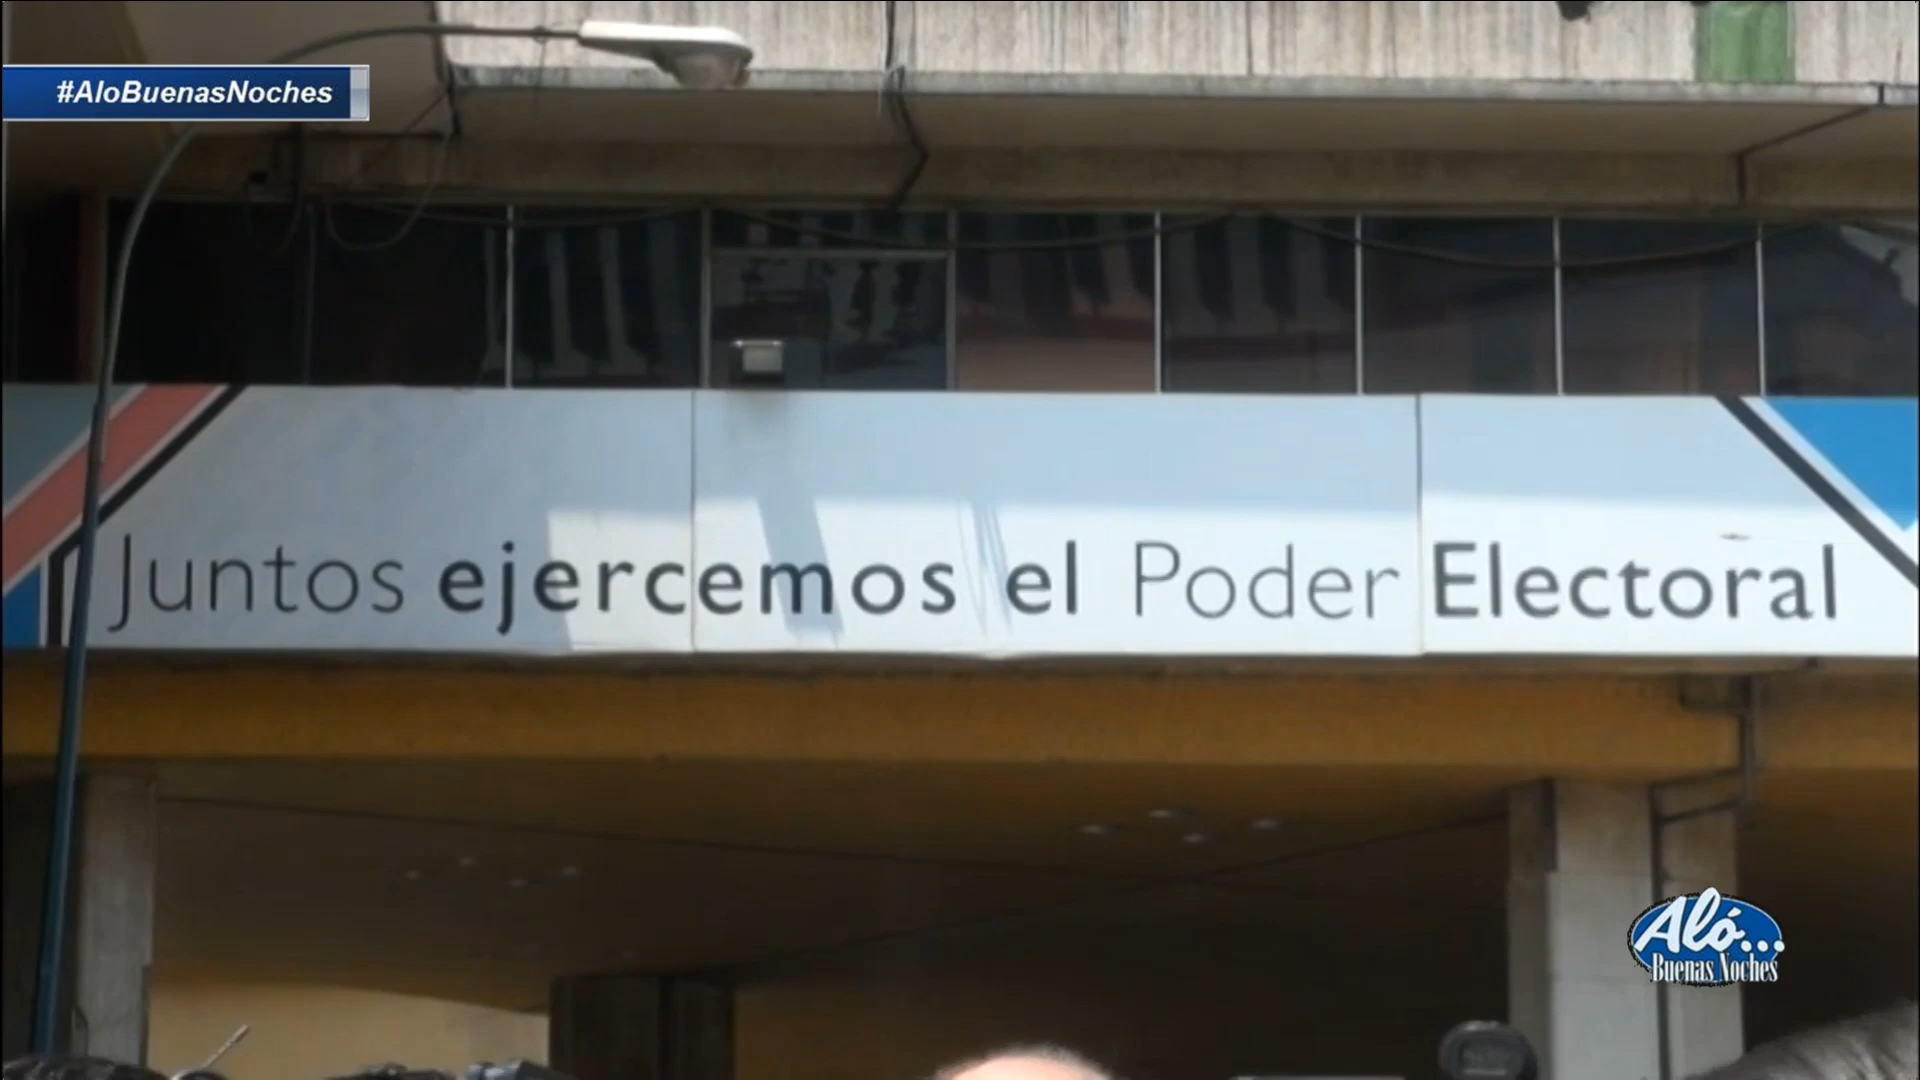 #AloBuenasNoches
Juntos ejercemos el Poder Electoral
Aló...
Buenas Noches